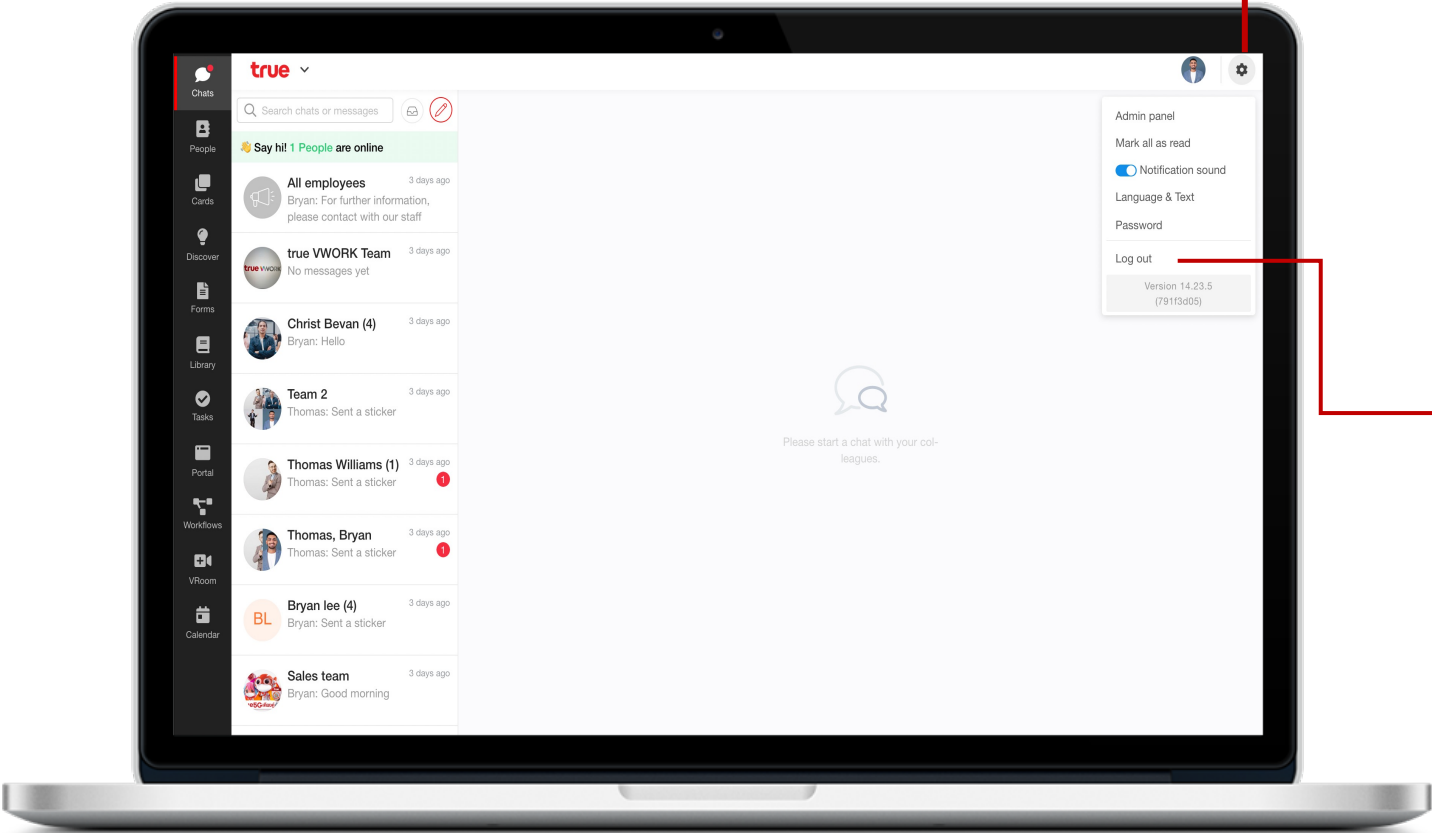 true
Chats
People
Cards
Discover
Forms
Library
Tasks
Portal
Workflows
VRoom
Calendar
Search chats or messages
👋 Say hi! 1 People are online
All employees 3 days ago
Bryan: For further information,
please contact with our staff
true VWORK
true VWORK Team 3 days ago
No messages yet
Christ Bevan (4) 3 days ago
Bryan: Hello
Team 2 3 days ago
Thomas: Sent a sticker
Thomas Williams (1) 3 days ago
Thomas: Sent a sticker 1
Thomas, Bryan 3 days ago
Thomas: Sent a sticker 1
BL
Bryan lee (4) 3 days ago
Bryan: Sent a sticker
Sales team 3 days ago
Bryan: Good morning
Please start a chat with your col-
leagues.
Admin panel
Mark all as read
Notification sound
Language & Text
Password
Log out
Version 14.23.5
(791f3d05)